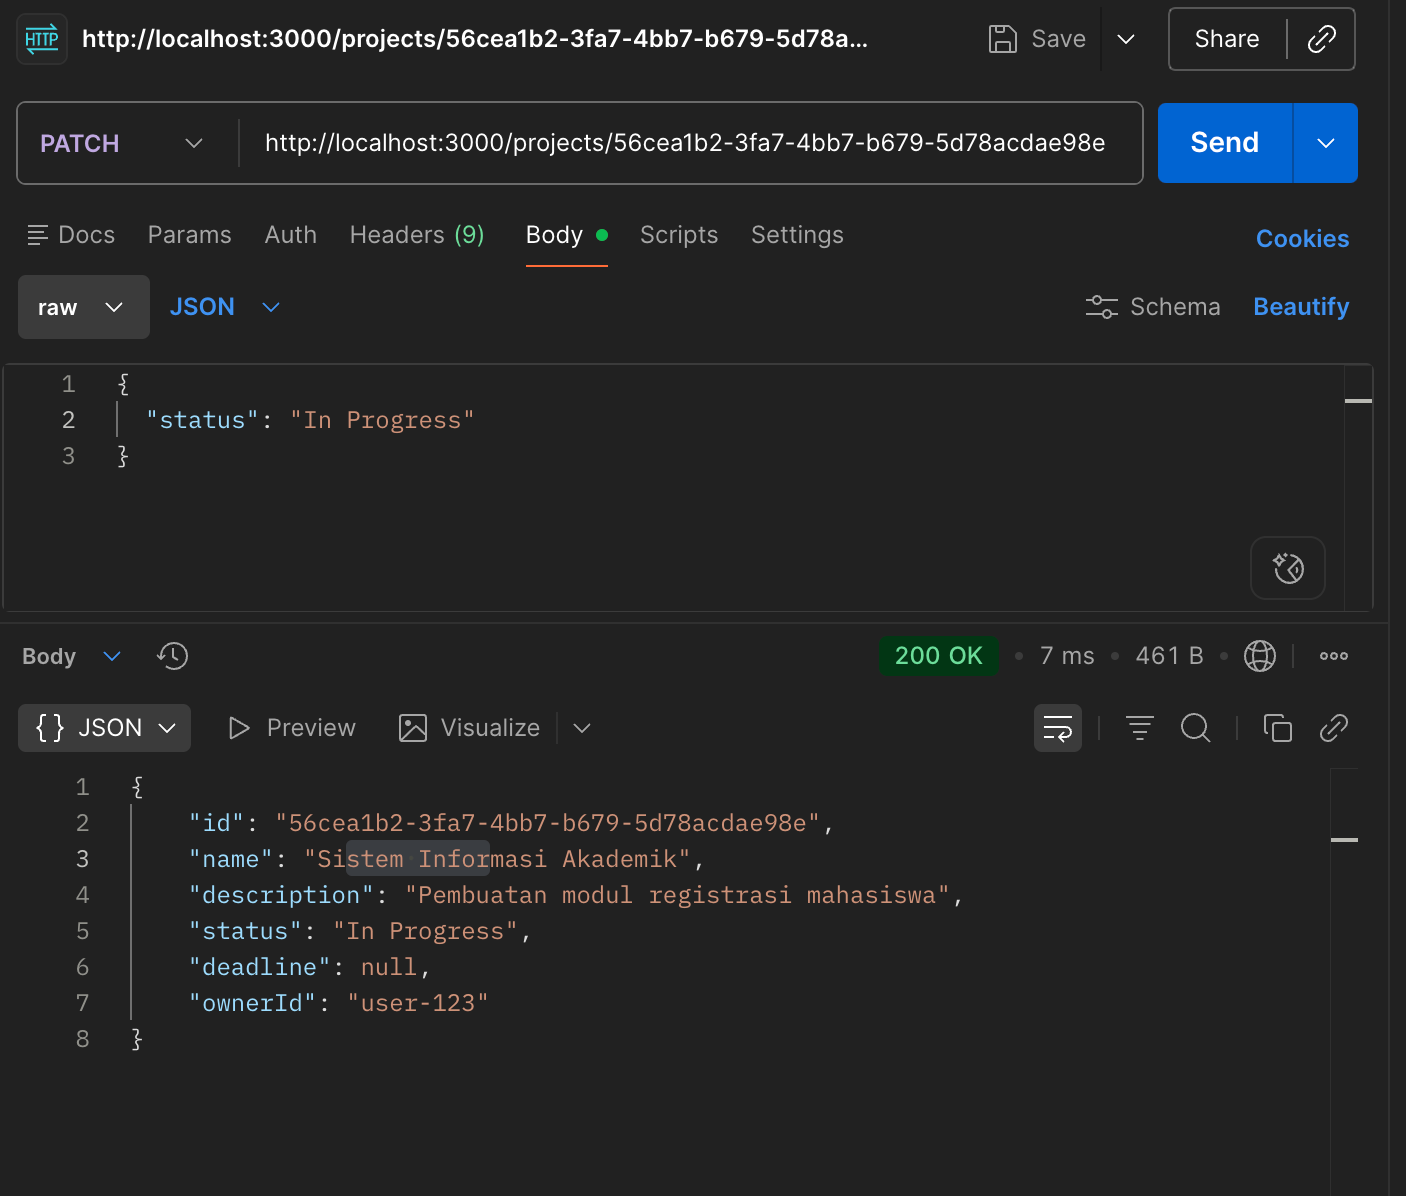 HTTP http://localhost:3000/projects/56cea1b2-3fa7-4bb7-b679-5d78a... Save Share
PATCH http://localhost:3000/projects/56cea1b2-3fa7-4bb7-b679-5d78acdae98e Send
Docs Params Auth Headers (9) Body Scripts Settings Cookies
raw JSON Schema Beautify
1 {
2 "status": "In Progress"
3 }
Body 200 OK • 7 ms • 461 B •
{} JSON Preview Visualize
1 {
2 "id": "56cea1b2-3fa7-4bb7-b679-5d78acdae98e",
3 "name": "Sistem Informasi Akademik",
4 "description": "Pembuatan modul registrasi mahasiswa",
5 "status": "In Progress",
6 "deadline": null,
7 "ownerId": "user-123"
8 }